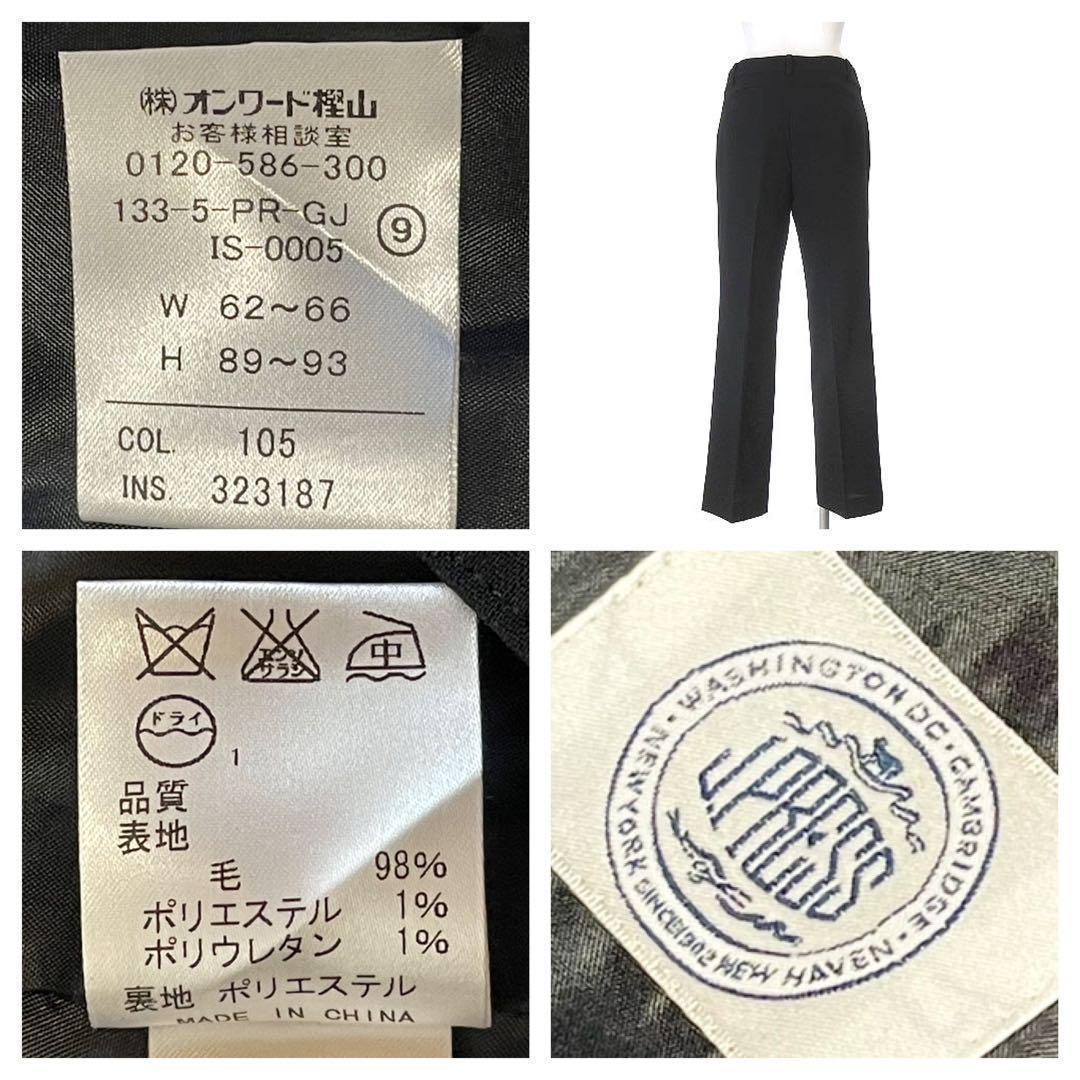 (株)オンワード樫山
お客様相談室
0120-586-300
133-5-PR-GJ
IS-0005
9
W 62～66
H 89～93
COL. 105
INS. 323187
エンソ
サラシ
中
ドライ
1
品質
表地
毛 98%
ポリエステル 1%
ポリウレタン 1%
裏地 ポリエステル
MADE IN CHINA
J.PRESS
NEW YORK・WASHINGTON DC・CAMBRIDGE・NEW HAVEN
SINCE 1902